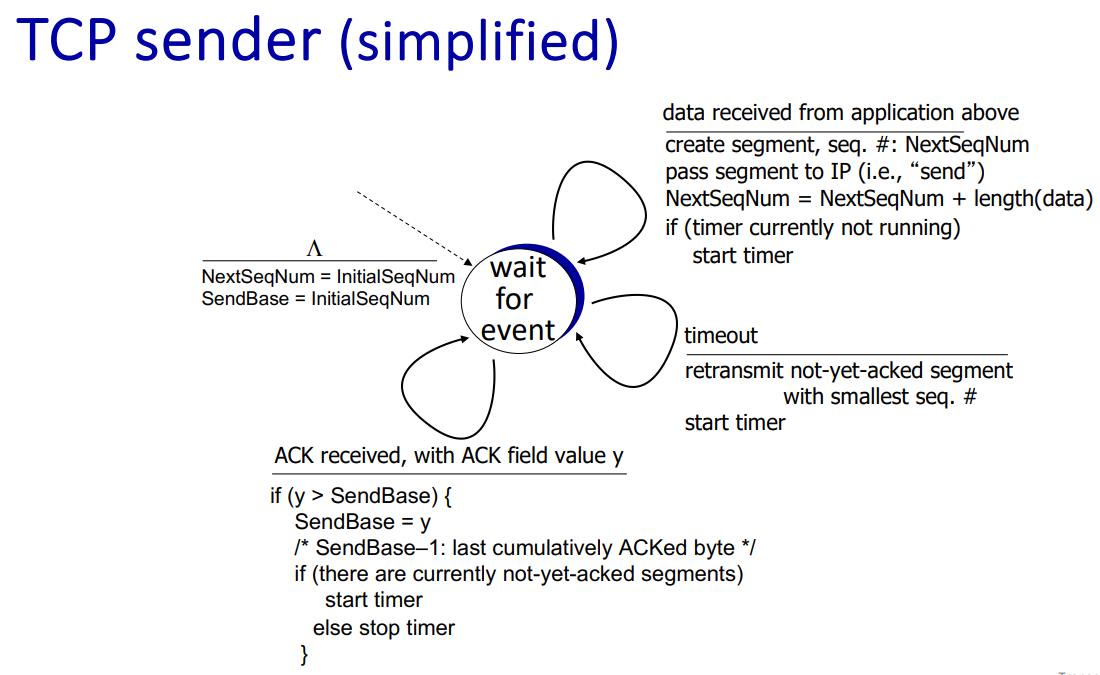 TCP sender (simplified)
data received from application above
create segment, seq. #: NextSeqNum
pass segment to IP (i.e., “send”)
NextSeqNum = NextSeqNum + length(data)
if (timer currently not running)
start timer
Λ
NextSeqNum = InitialSeqNum
SendBase = InitialSeqNum
wait
for
event
timeout
retransmit not-yet-acked segment
with smallest seq. #
start timer
ACK received, with ACK field value y
if (y > SendBase) {
SendBase = y
/* SendBase–1: last cumulatively ACKed byte */
if (there are currently not-yet-acked segments)
start timer
else stop timer
}